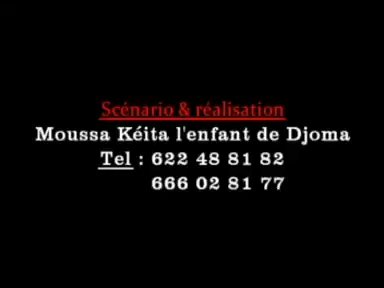 Scénario & réalisation
Moussa Kéita l'enfant de Djoma
Tel : 622 48 81 82
666 02 81 77